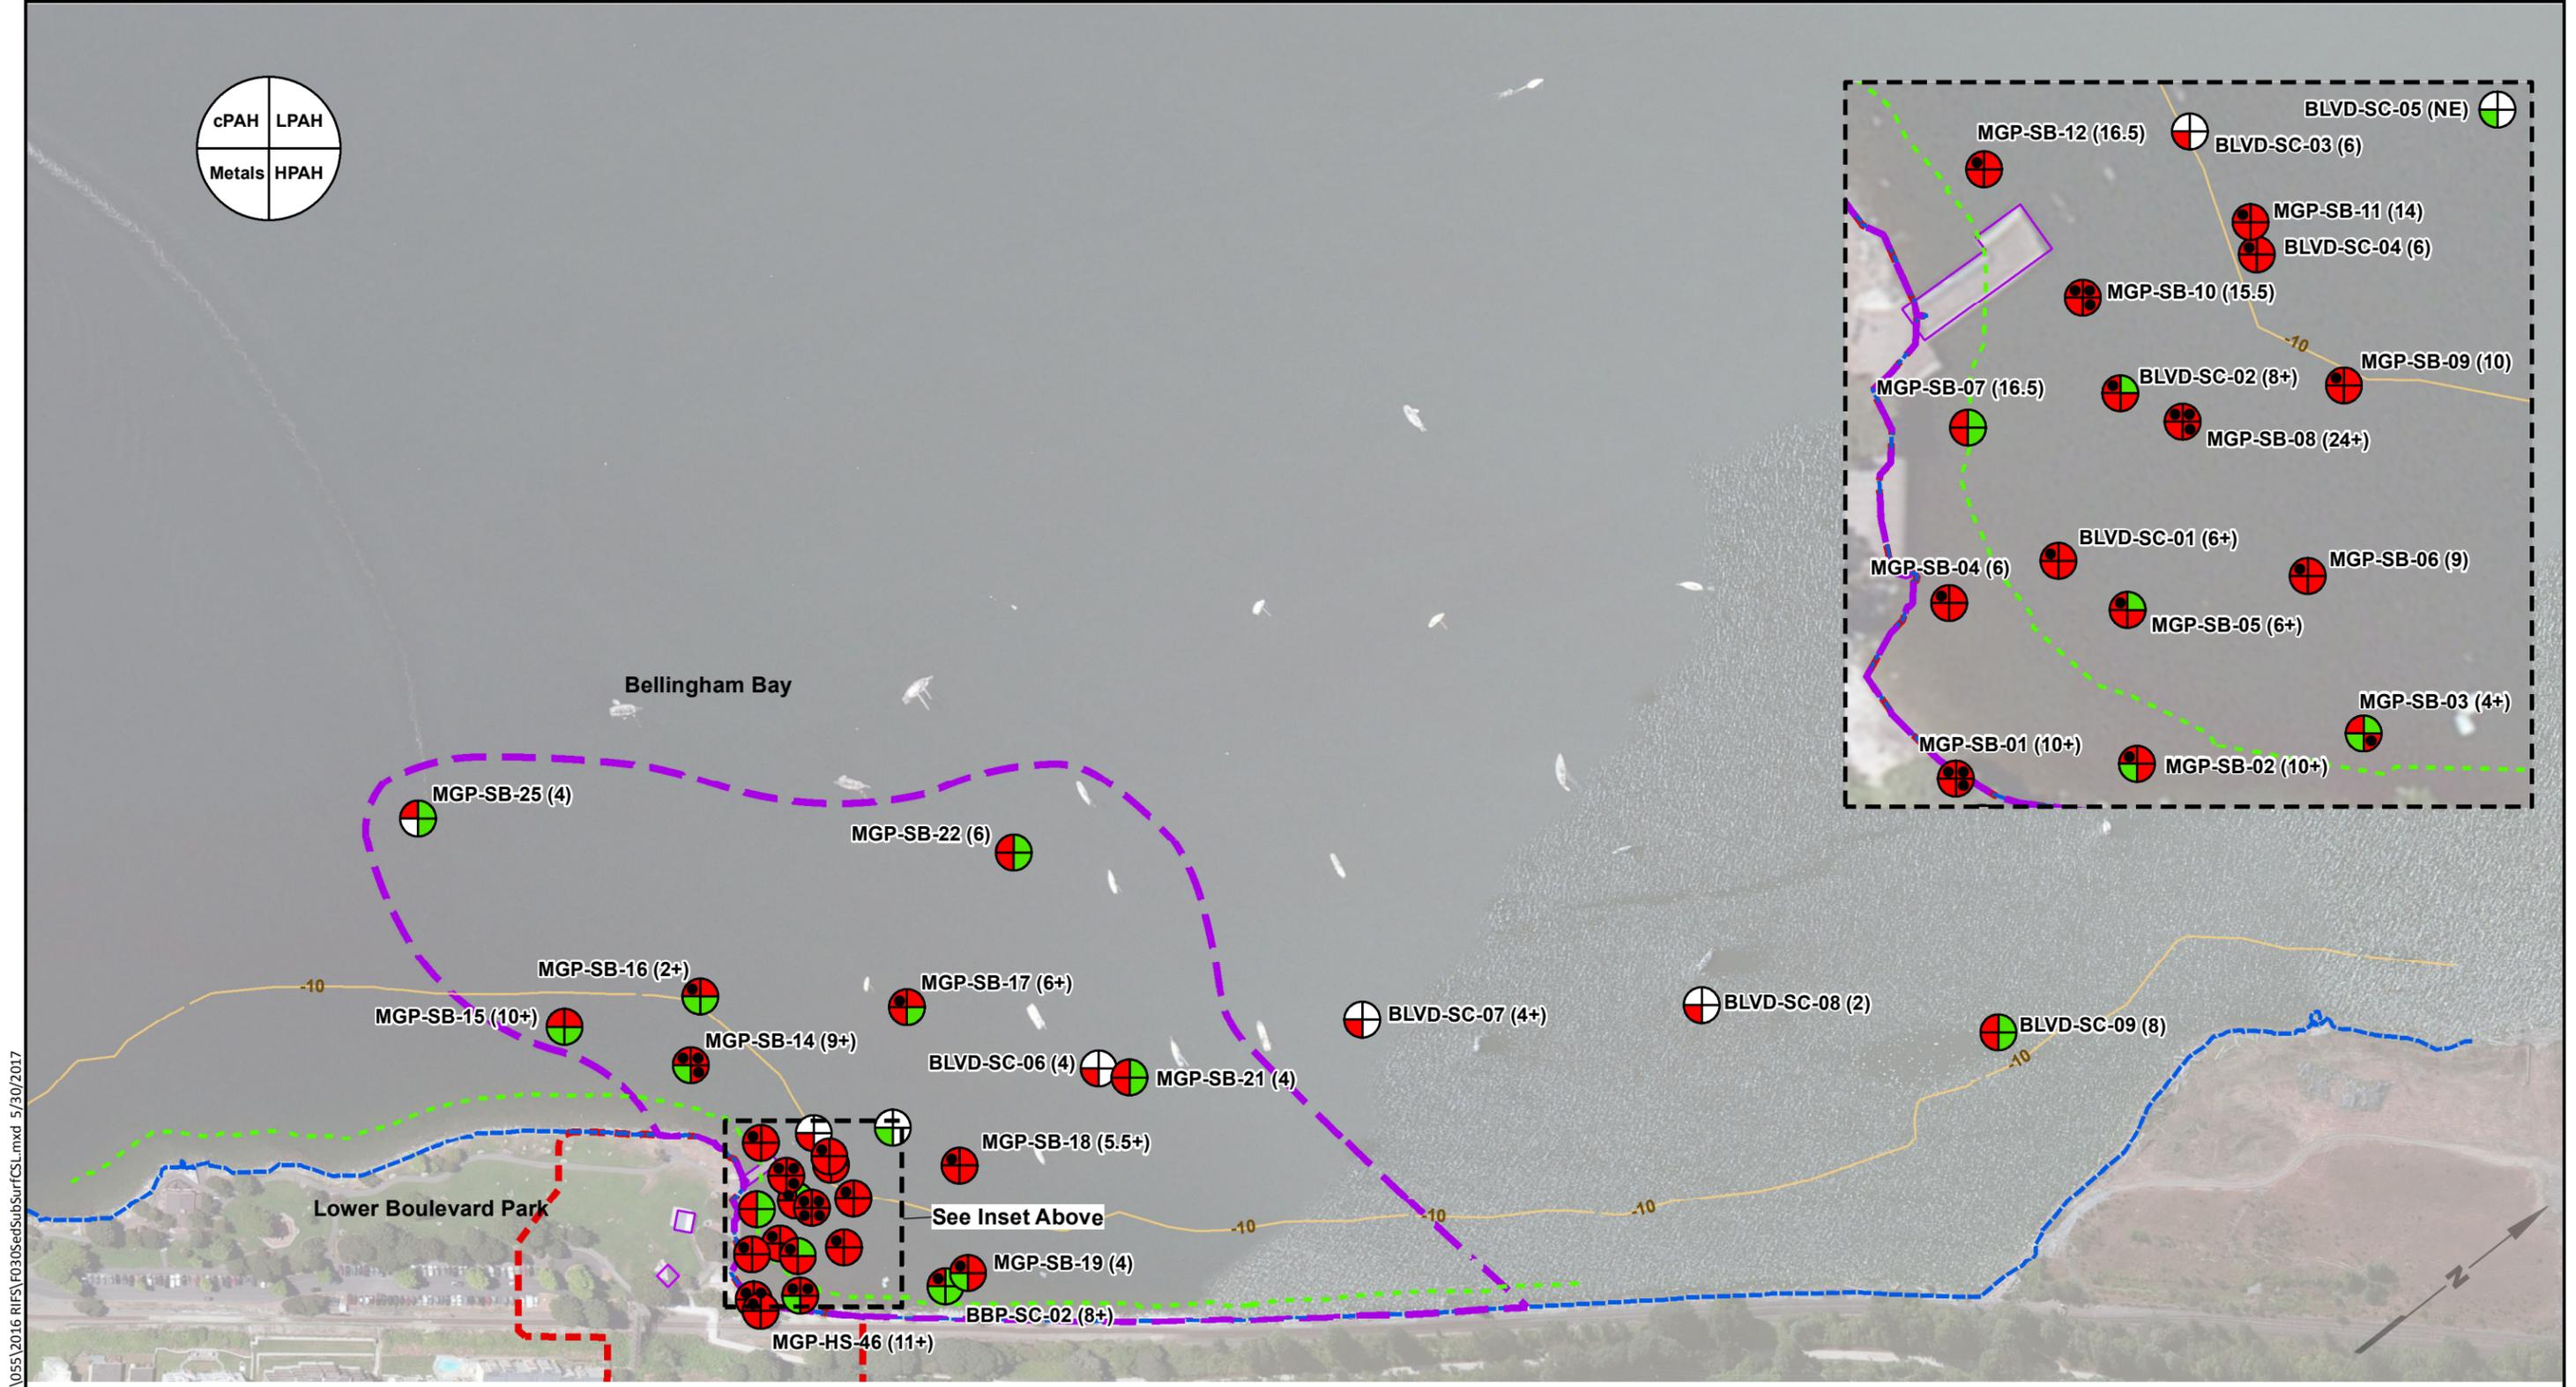 cPAH LPAH
Metals HPAH
BLVD-SC-05 (NE)
MGP-SB-12 (16.5)
BLVD-SC-03 (6)
MGP-SB-11 (14)
BLVD-SC-04 (6)
MGP-SB-10 (15.5)
-10
MGP-SB-09 (10)
BLVD-SC-02 (8+)
MGP-SB-07 (16.5)
MGP-SB-08 (24+)
BLVD-SC-01 (6+)
MGP-SB-06 (9)
MGP-SB-04 (6)
MGP-SB-05 (6+)
MGP-SB-03 (4+)
MGP-SB-01 (10+)
MGP-SB-02 (10+)
Bellingham Bay
MGP-SB-25 (4)
MGP-SB-22 (6)
MGP-SB-16 (2+)
-10
MGP-SB-17 (6+)
MGP-SB-15 (10+)
BLVD-SC-07 (4+)
BLVD-SC-08 (2)
BLVD-SC-09 (8)
MGP-SB-14 (9+)
BLVD-SC-06 (4)
MGP-SB-21 (4)
-10
MGP-SB-18 (5.5+)
Lower Boulevard Park
See Inset Above
-10
-10
-10
MGP-SB-19 (4)
BBP-SC-02 (8+)
MGP-HS-46 (11+)
N
\055\2016 RIFS\F030SedSubSurfCSL.mxd 5/30/2017